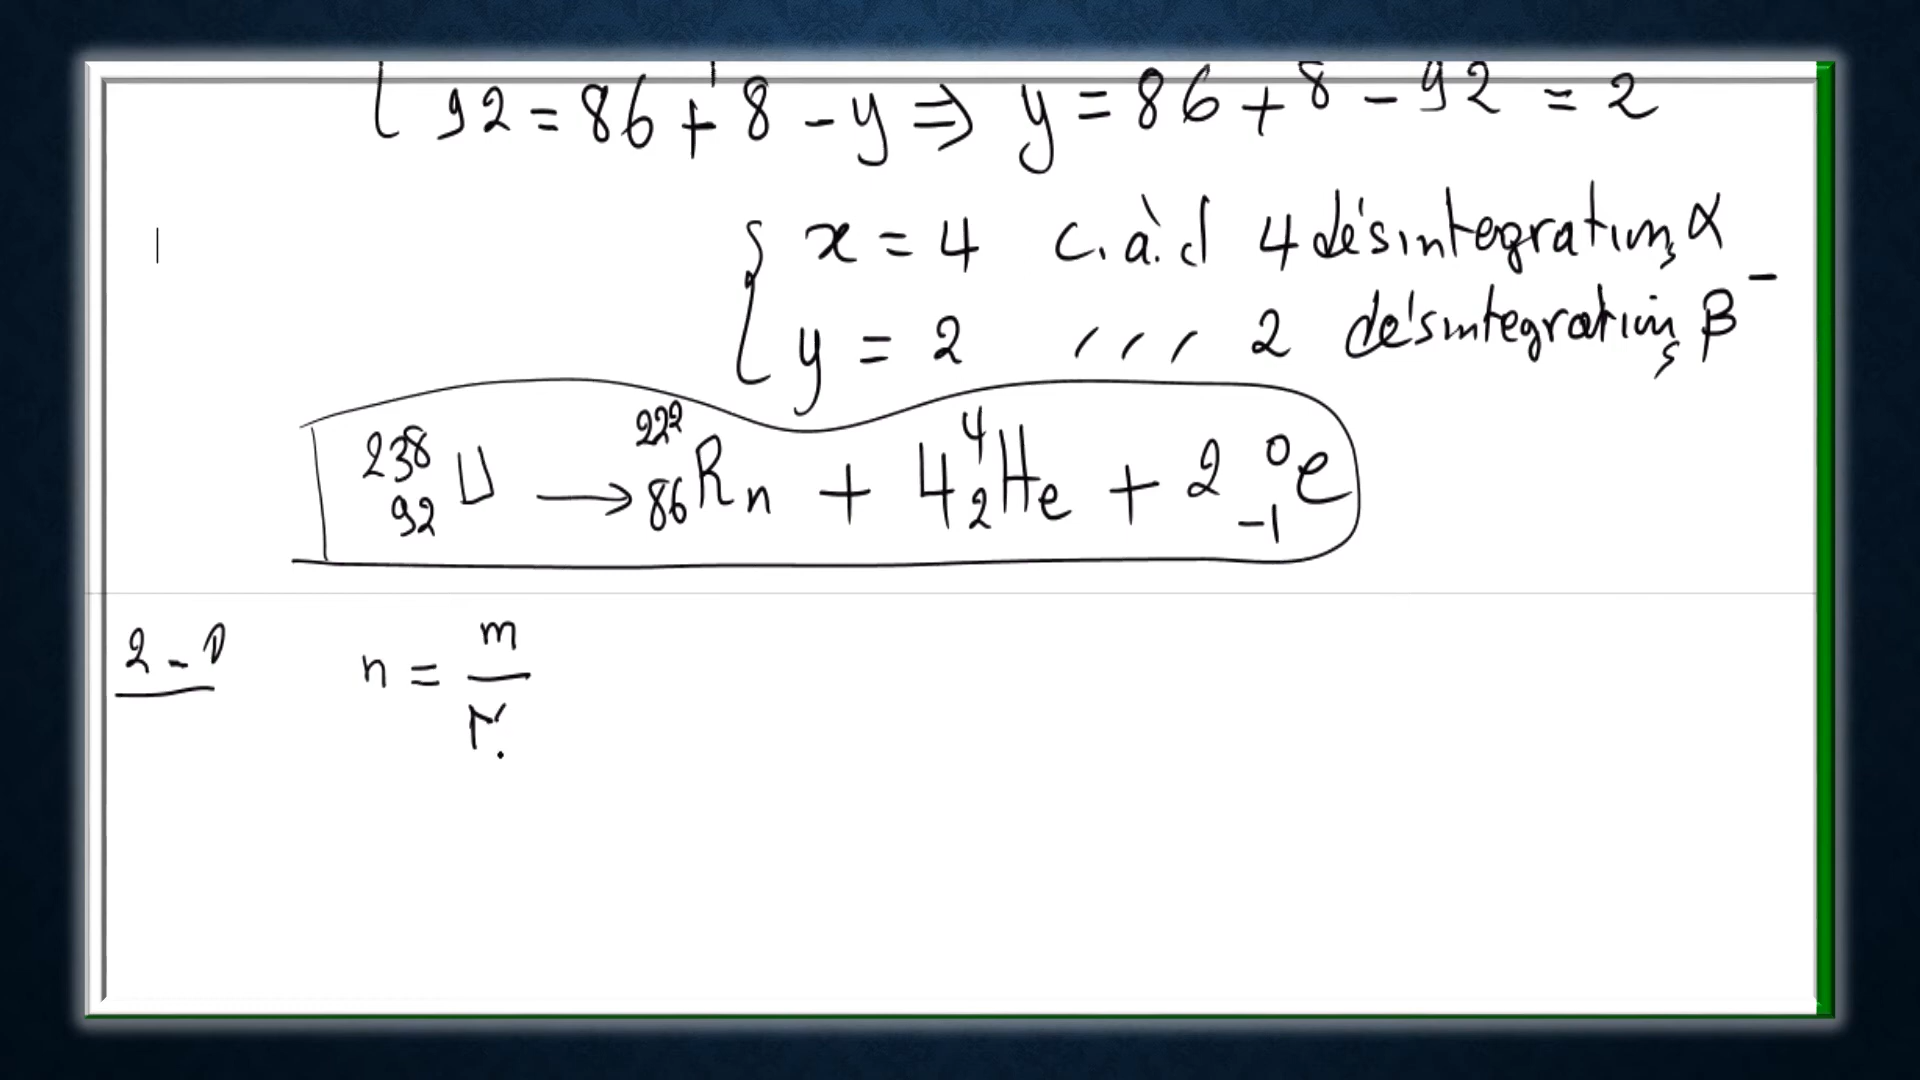 { 92 = 86 + 8 - y ⇒ y = 86 + 8 - 92 = 2
{ x = 4 c.à.d 4 désintegrations α
y = 2 , , , 2 désintegrations β⁻
²³⁸₉₂U → ²²²₈₆Rn + 4 ⁴₂He + 2 ⁰₋₁e
2 - 1 n = m